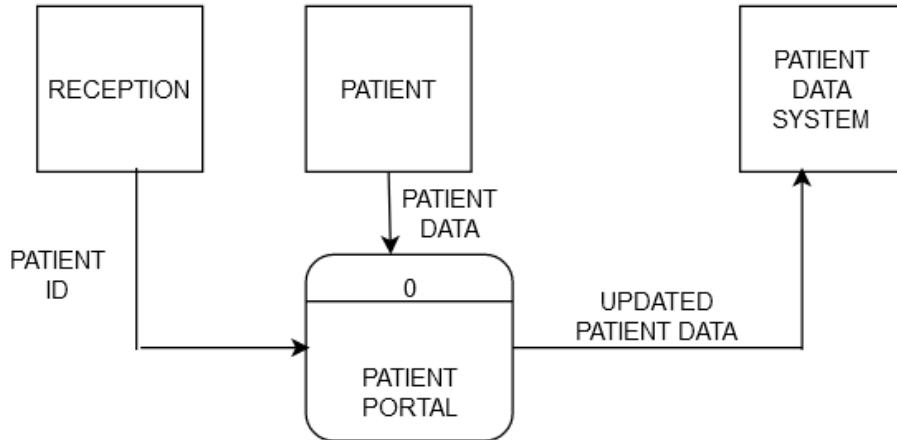 RECEPTION
PATIENT
PATIENT
DATA
SYSTEM
PATIENT
DATA
PATIENT
ID
0
UPDATED
PATIENT DATA
PATIENT
PORTAL